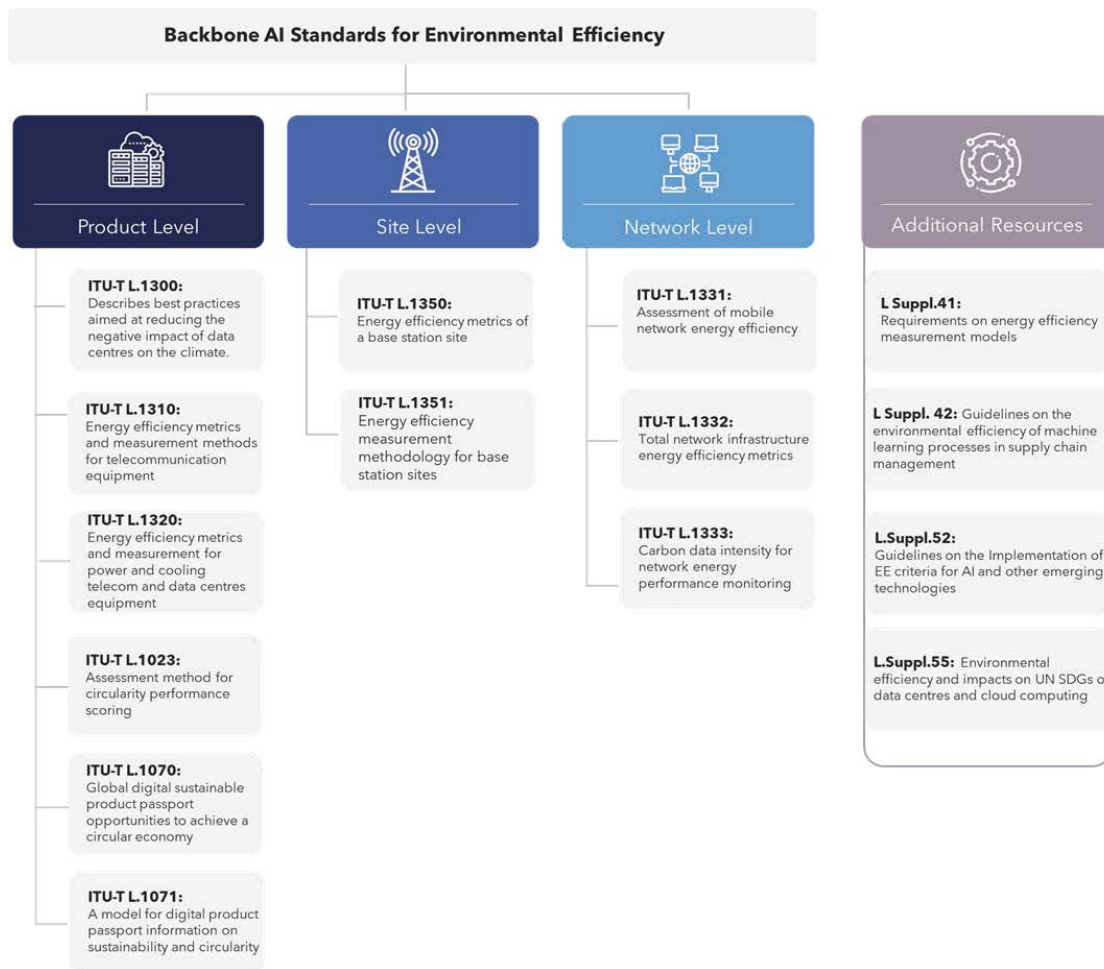 Backbone AI Standards for Environmental Efficiency
Product Level
ITU-T L.1300:
Describes best practices
aimed at reducing the
negative impact of data
centres on the climate.
ITU-T L.1310:
Energy efficiency metrics
and measurement methods
for telecommunication
equipment
ITU-T L.1320:
Energy efficiency metrics
and measurement for
power and cooling
telecom and data centres
equipment
ITU-T L.1023:
Assessment method for
circularity performance
scoring
ITU-T L.1070:
Global digital sustainable
product passport
opportunities to achieve a
circular economy
ITU-T L.1071:
A model for digital product
passport information on
sustainability and circularity
Site Level
ITU-T L.1350:
Energy efficiency metrics of
a base station site
ITU-T L.1351:
Energy efficiency
measurement
methodology for base
station sites
Network Level
ITU-T L.1331:
Assessment of mobile
network energy efficiency
ITU-T L.1332:
Total network infrastructure
energy efficiency metrics
ITU-T L.1333:
Carbon data intensity for
network energy
performance monitoring
Additional Resources
L Suppl.41:
Requirements on energy efficiency
measurement models
L Suppl. 42: Guidelines on the
environmental efficiency of machine
learning processes in supply chain
management
L.Suppl.52:
Guidelines on the Implementation of
EE criteria for AI and other emerging
technologies
L.Suppl.55: Environmental
efficiency and impacts on UN SDGs o
data centres and cloud computing